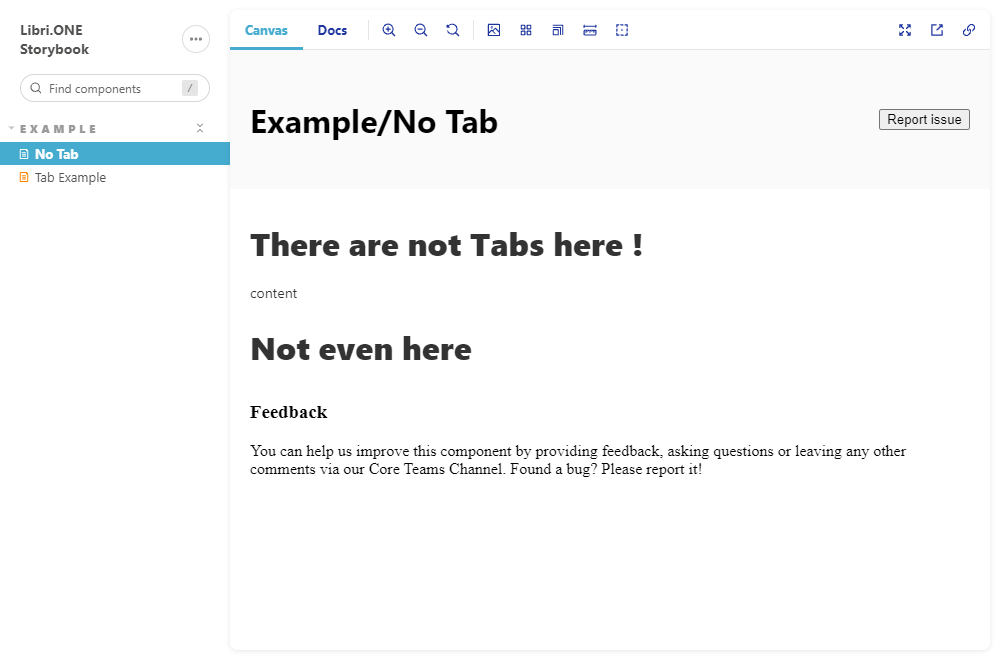 Libri.ONE
Storybook
Find components
/
EXAMPLE
No Tab
Tab Example
Canvas
Docs
Example/No Tab
Report issue
There are not Tabs here !
content
Not even here
Feedback
You can help us improve this component by providing feedback, asking questions or leaving any other
comments via our Core Teams Channel. Found a bug? Please report it!